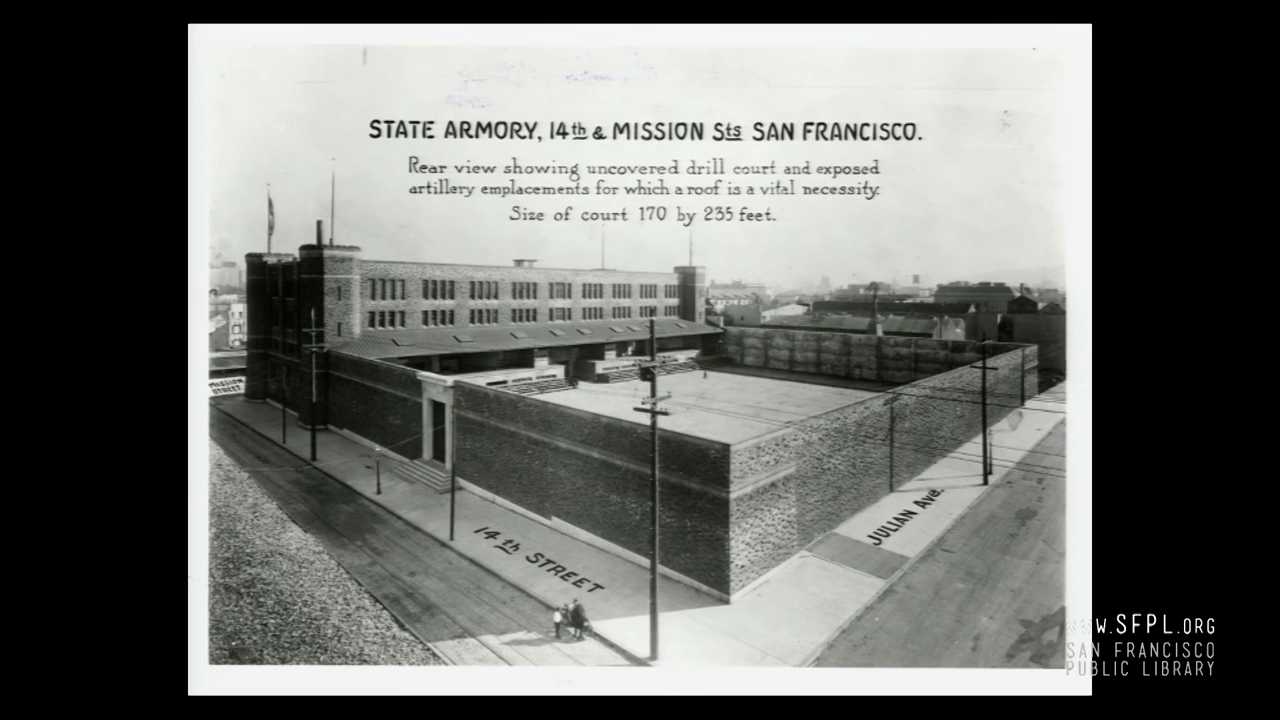 STATE ARMORY, 14th & MISSION Sts SAN FRANCISCO.
Rear view showing uncovered drill court and exposed
artillery emplacements for which a roof is a vital necessity.
Size of court 170 by 235 feet.
MISSION
STREET
14th STREET
JULIAN Ave.
www.SFPL.ORG
SAN FRANCISCO
PUBLIC LIBRARY